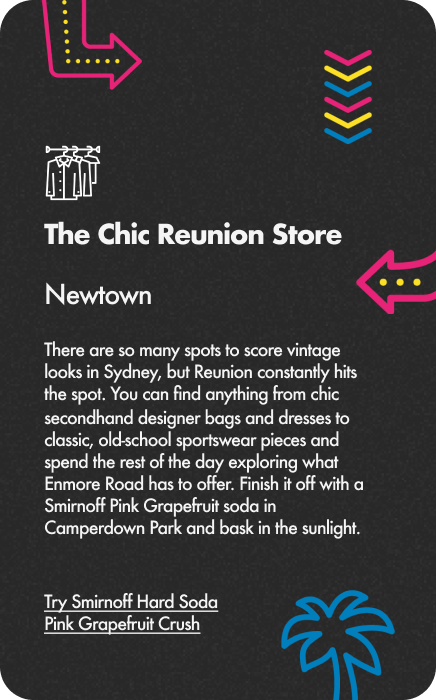 The Chic Reunion Store
Newtown
There are so many spots to score vintage
looks in Sydney, but Reunion constantly hits
the spot. You can find anything from chic
secondhand designer bags and dresses to
classic, old-school sportswear pieces and
spend the rest of the day exploring what
Enmore Road has to offer. Finish it off with a
Smirnoff Pink Grapefruit soda in
Camperdown Park and bask in the sunlight.
Try Smirnoff Hard Soda
Pink Grapefruit Crush